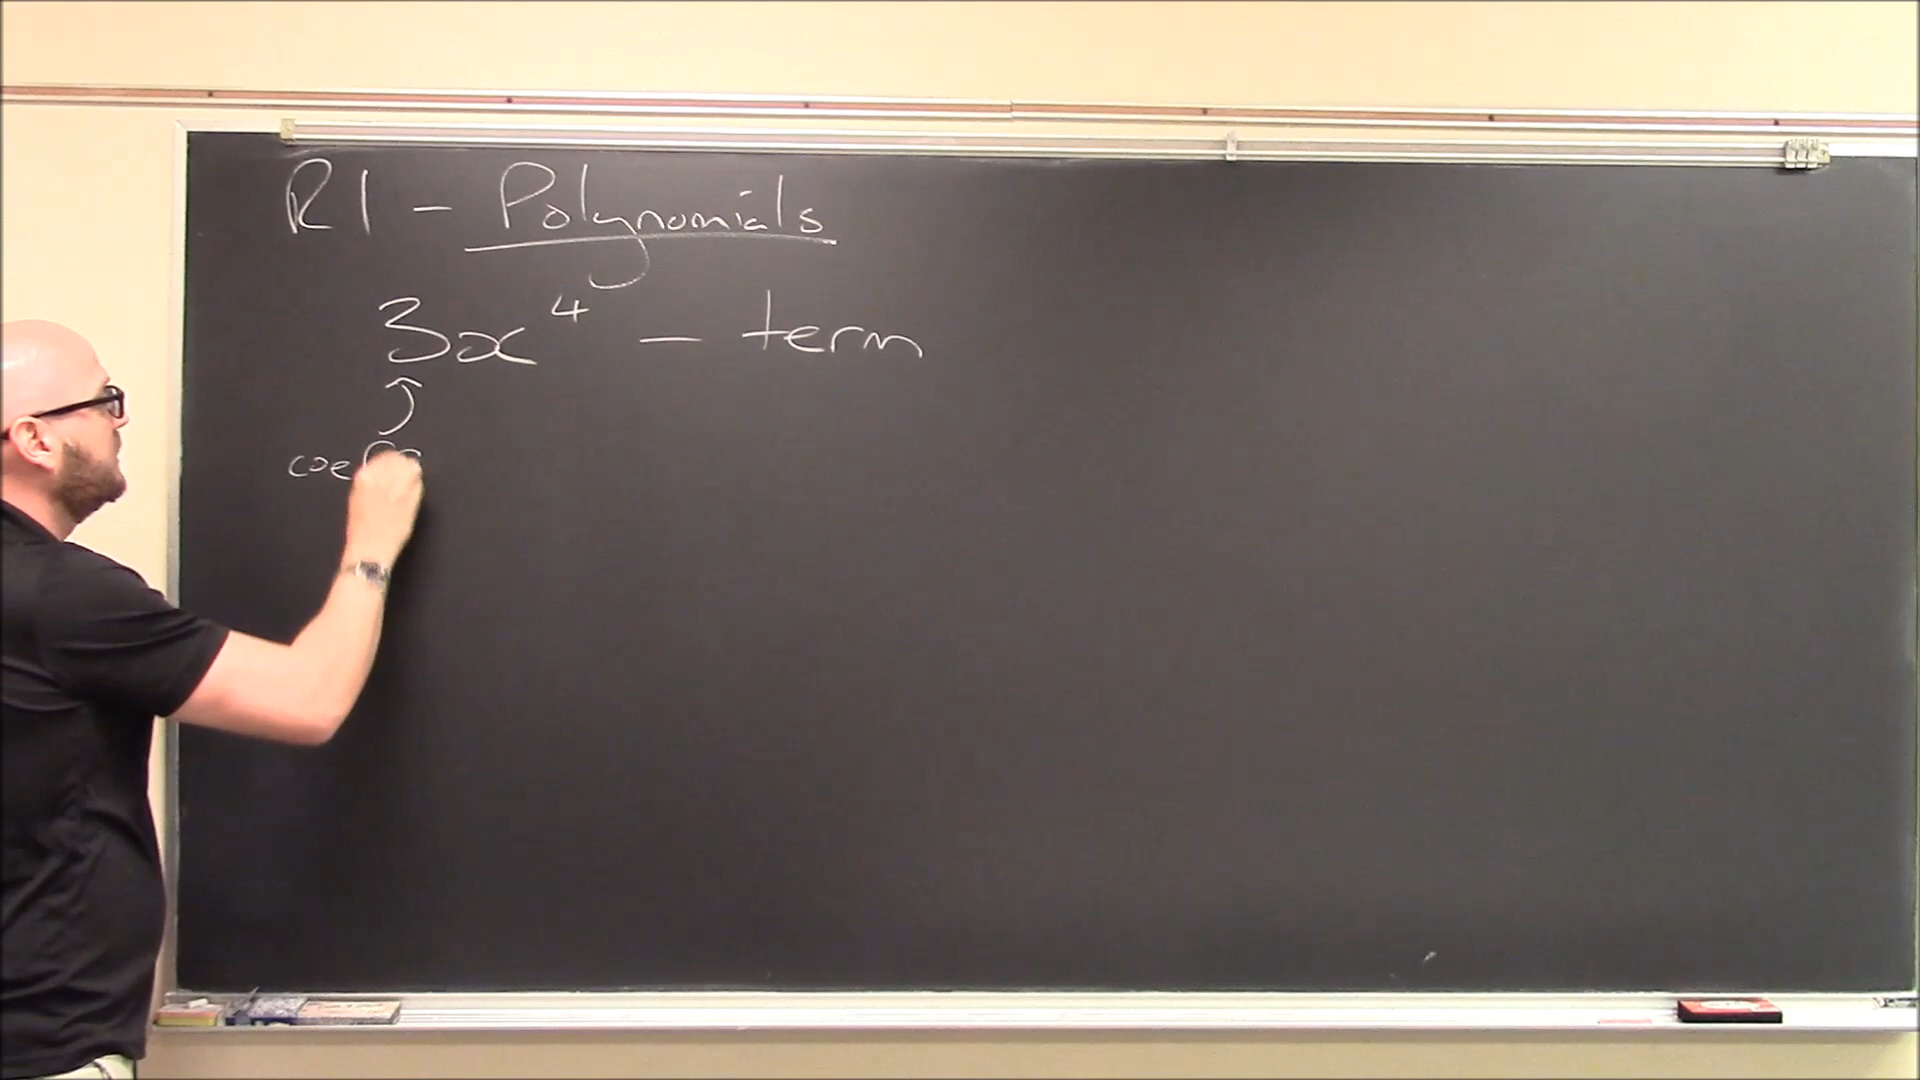 R1 - Polynomials
3x⁴ - term